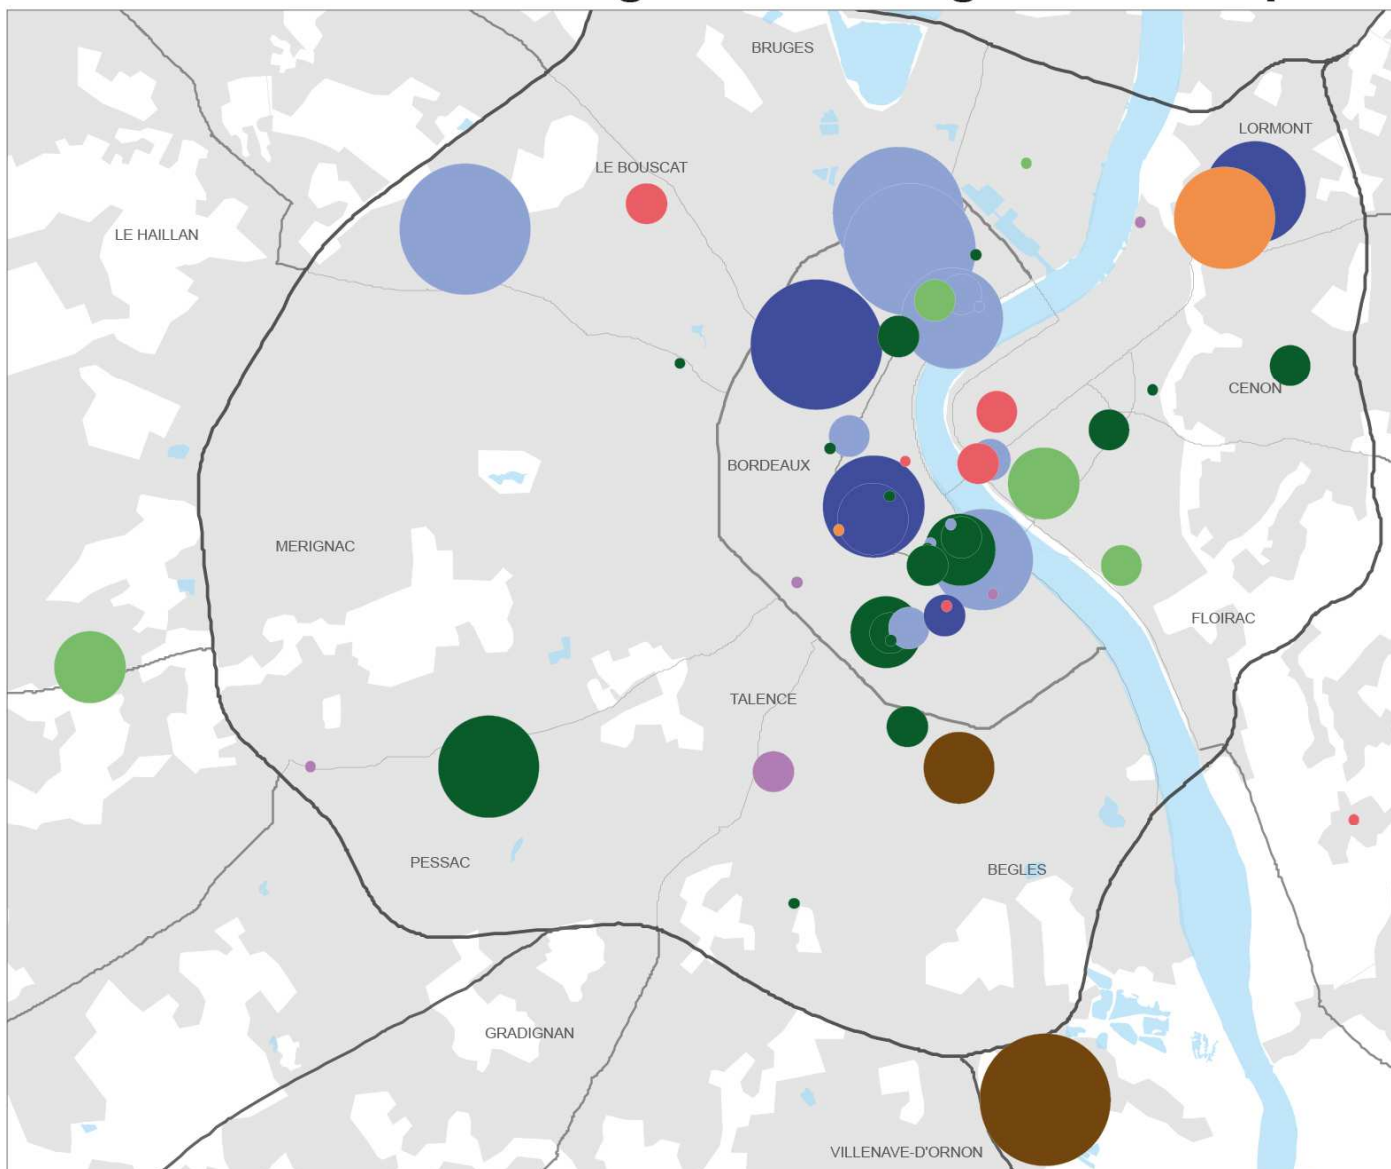 BRUGES
LORMONT
LE BOUSCAT
LE HAILLAN
CENON
BORDEAUX
MERIGNAC
FLOIRAC
TALENCE
PESSAC
BEGLES
GRADIGNAN
VILLENAVE-D'ORNON